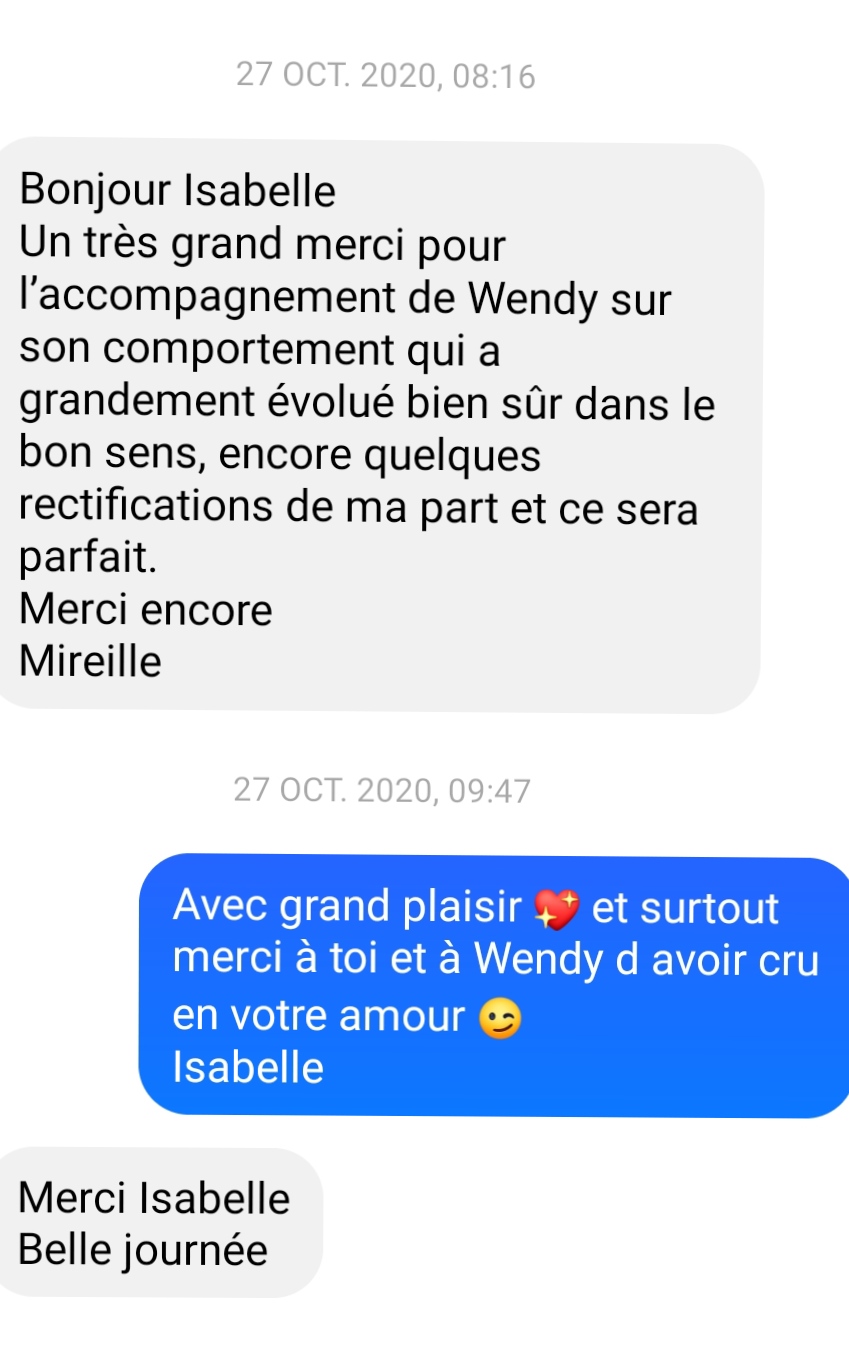 27 OCT. 2020, 08:16
Bonjour Isabelle
Un très grand merci pour
l’accompagnement de Wendy sur
son comportement qui a
grandement évolué bien sûr dans le
bon sens, encore quelques
rectifications de ma part et ce sera
parfait.
Merci encore
Mireille
27 OCT. 2020, 09:47
Avec grand plaisir 💖 et surtout
merci à toi et à Wendy d avoir cru
en votre amour 😉
Isabelle
Merci Isabelle
Belle journée